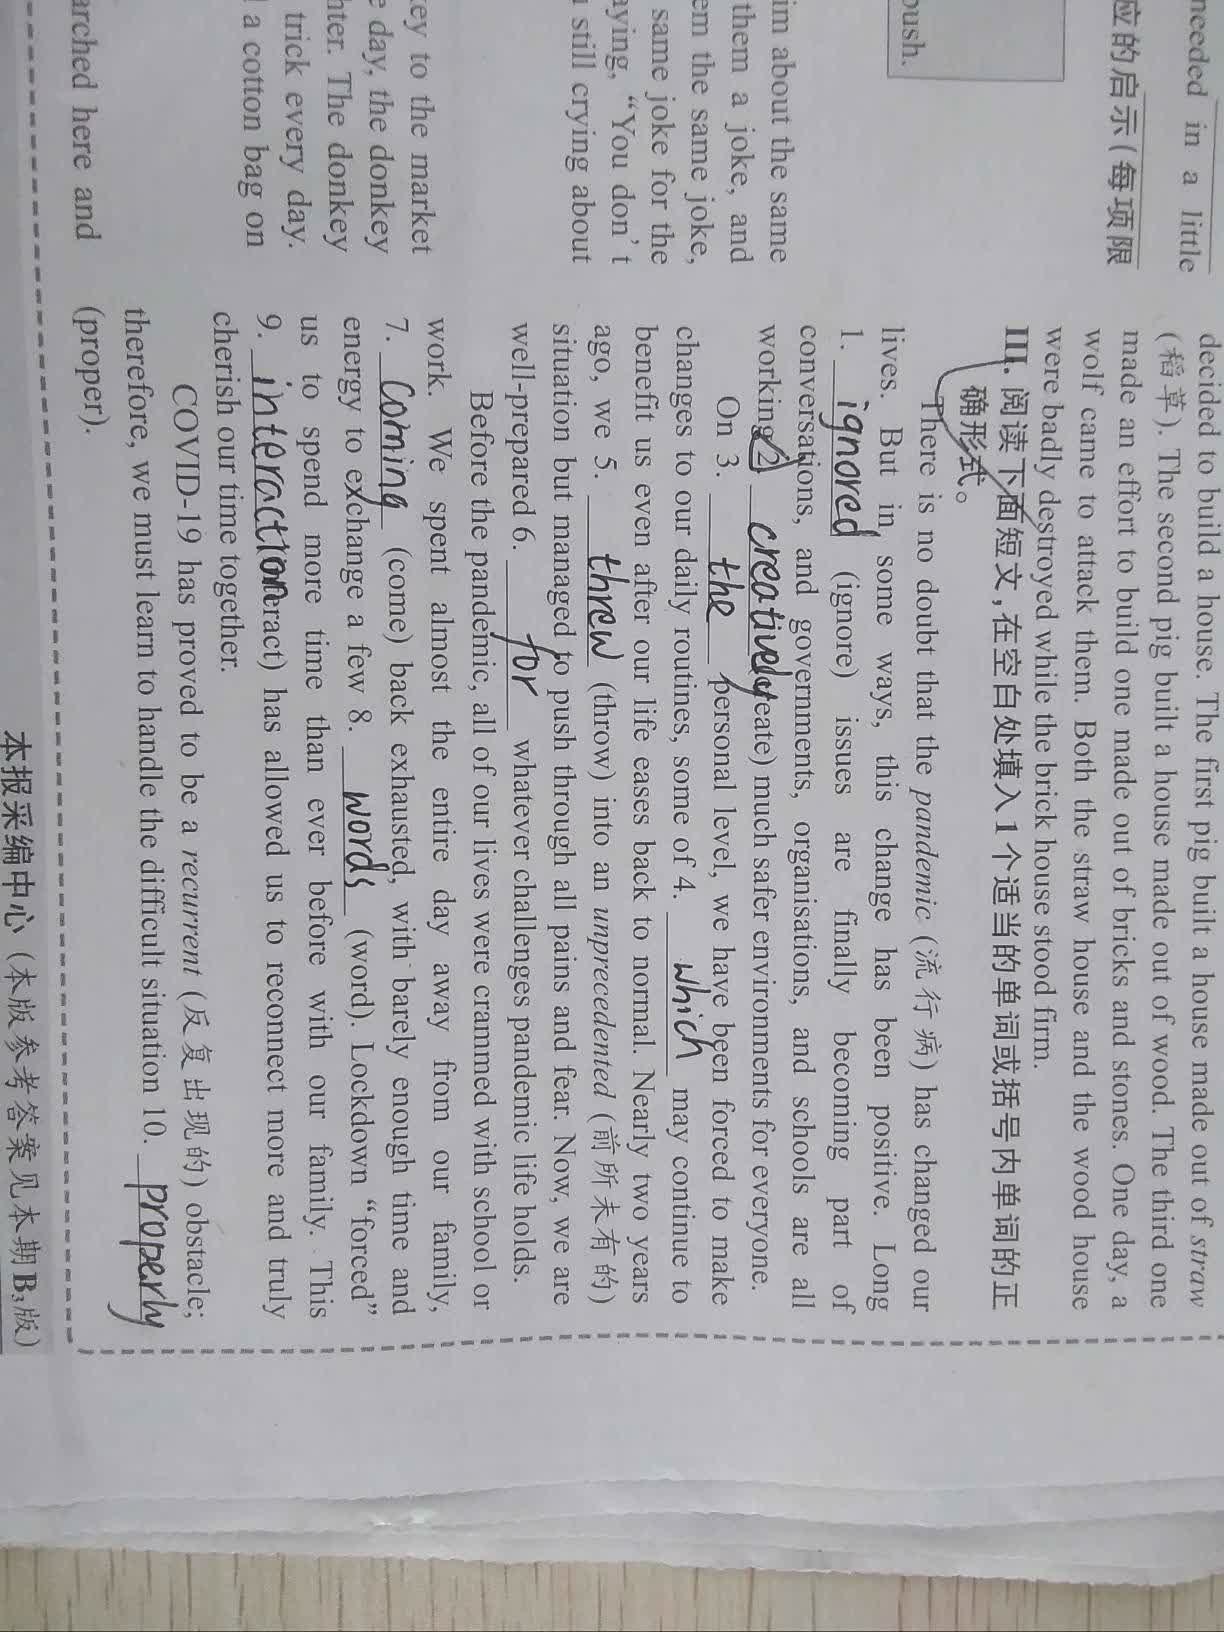 needed in a little
应的启示(每项限
push.
im about the same
them a joke, and
em the same joke,
same joke for the
aying, “You don't
still crying about
key to the market
e day, the donkey
hter. The donkey
trick every day.
a cotton bag on
arched here and
decided to build a house. The first pig built a house made out of straw
(稻草). The second pig built a house made out of wood. The third one
made an effort to build one made out of bricks and stones. One day, a
wolf came to attack them. Both the straw house and the wood house
were badly destroyed while the brick house stood firm.
III. 阅读下面短文,在空白处填入1个适当的单词或括号内单词的正
确形式。
There is no doubt that the pandemic (流行病) has changed our
lives. But in some ways, this change has been positive. Long
1. ignored (ignore) issues are finally becoming part of
conversations, and governments, organisations, and schools are all
working 2. creatively eate) much safer environments for everyone.
On 3. the personal level, we have been forced to make
changes to our daily routines, some of 4. which may continue to
benefit us even after our life eases back to normal. Nearly two years
ago, we 5. threw (throw) into an unprecedented (前所未有的)
situation but managed to push through all pains and fear. Now, we are
well-prepared 6. for whatever challenges pandemic life holds.
Before the pandemic, all of our lives were crammed with school or
work. We spent almost the entire day away from our family,
7. Coming (come) back exhausted, with barely enough time and
energy to exchange a few 8. words (word). Lockdown “forced”
us to spend more time than ever before with our family. This
9. interaction eract) has allowed us to reconnect more and truly
cherish our time together.
COVID-19 has proved to be a recurrent (反复出现的) obstacle;
therefore, we must learn to handle the difficult situation 10. properly
(proper).
本报采编中心（本版参考答案见本期B3版）